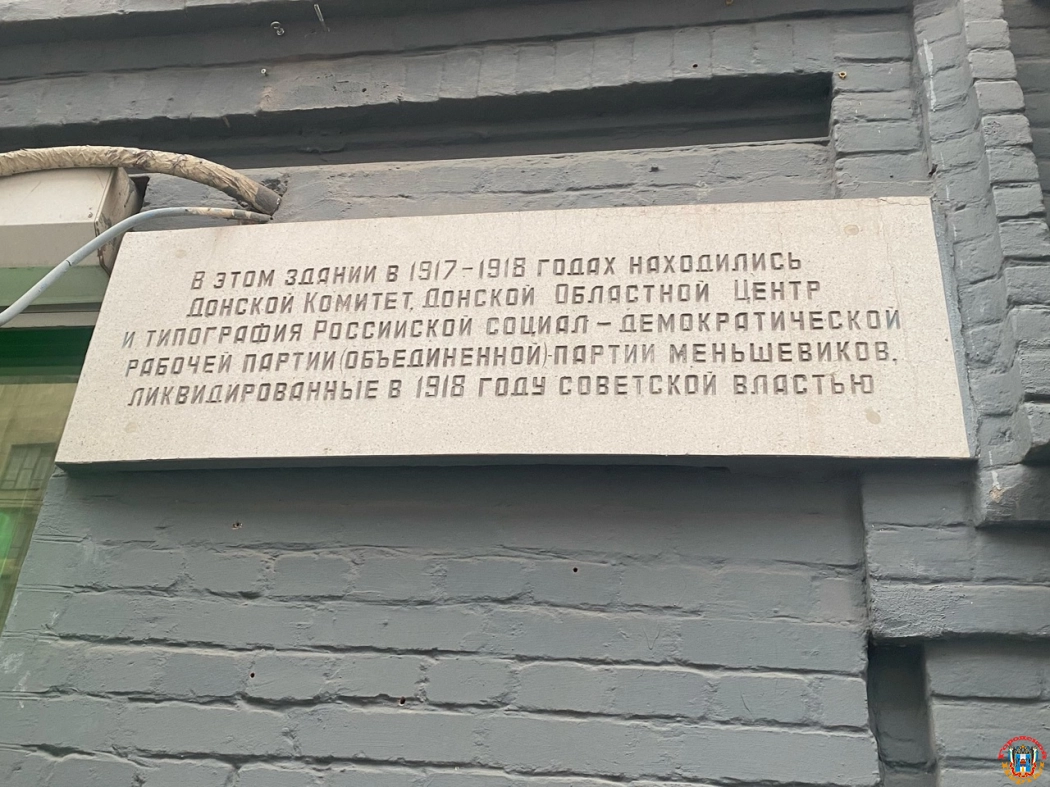 В ЭТОМ ЗДАНИИ В 1917-1918 ГОДАХ НАХОДИЛИСЬ
ДОНСКОЙ КОМИТЕТ, ДОНСКОЙ ОБЛАСТНОЙ ЦЕНТР
И ТИПОГРАФИЯ РОССИЙСКОЙ СОЦИАЛ-ДЕМОКРАТИЧЕСКОЙ
РАБОЧЕЙ ПАРТИИ (ОБЪЕДИНЕННОЙ)-ПАРТИИ МЕНЬШЕВИКОВ,
ЛИКВИДИРОВАННЫЕ В 1918 ГОДУ СОВЕТСКОЙ ВЛАСТЬЮ